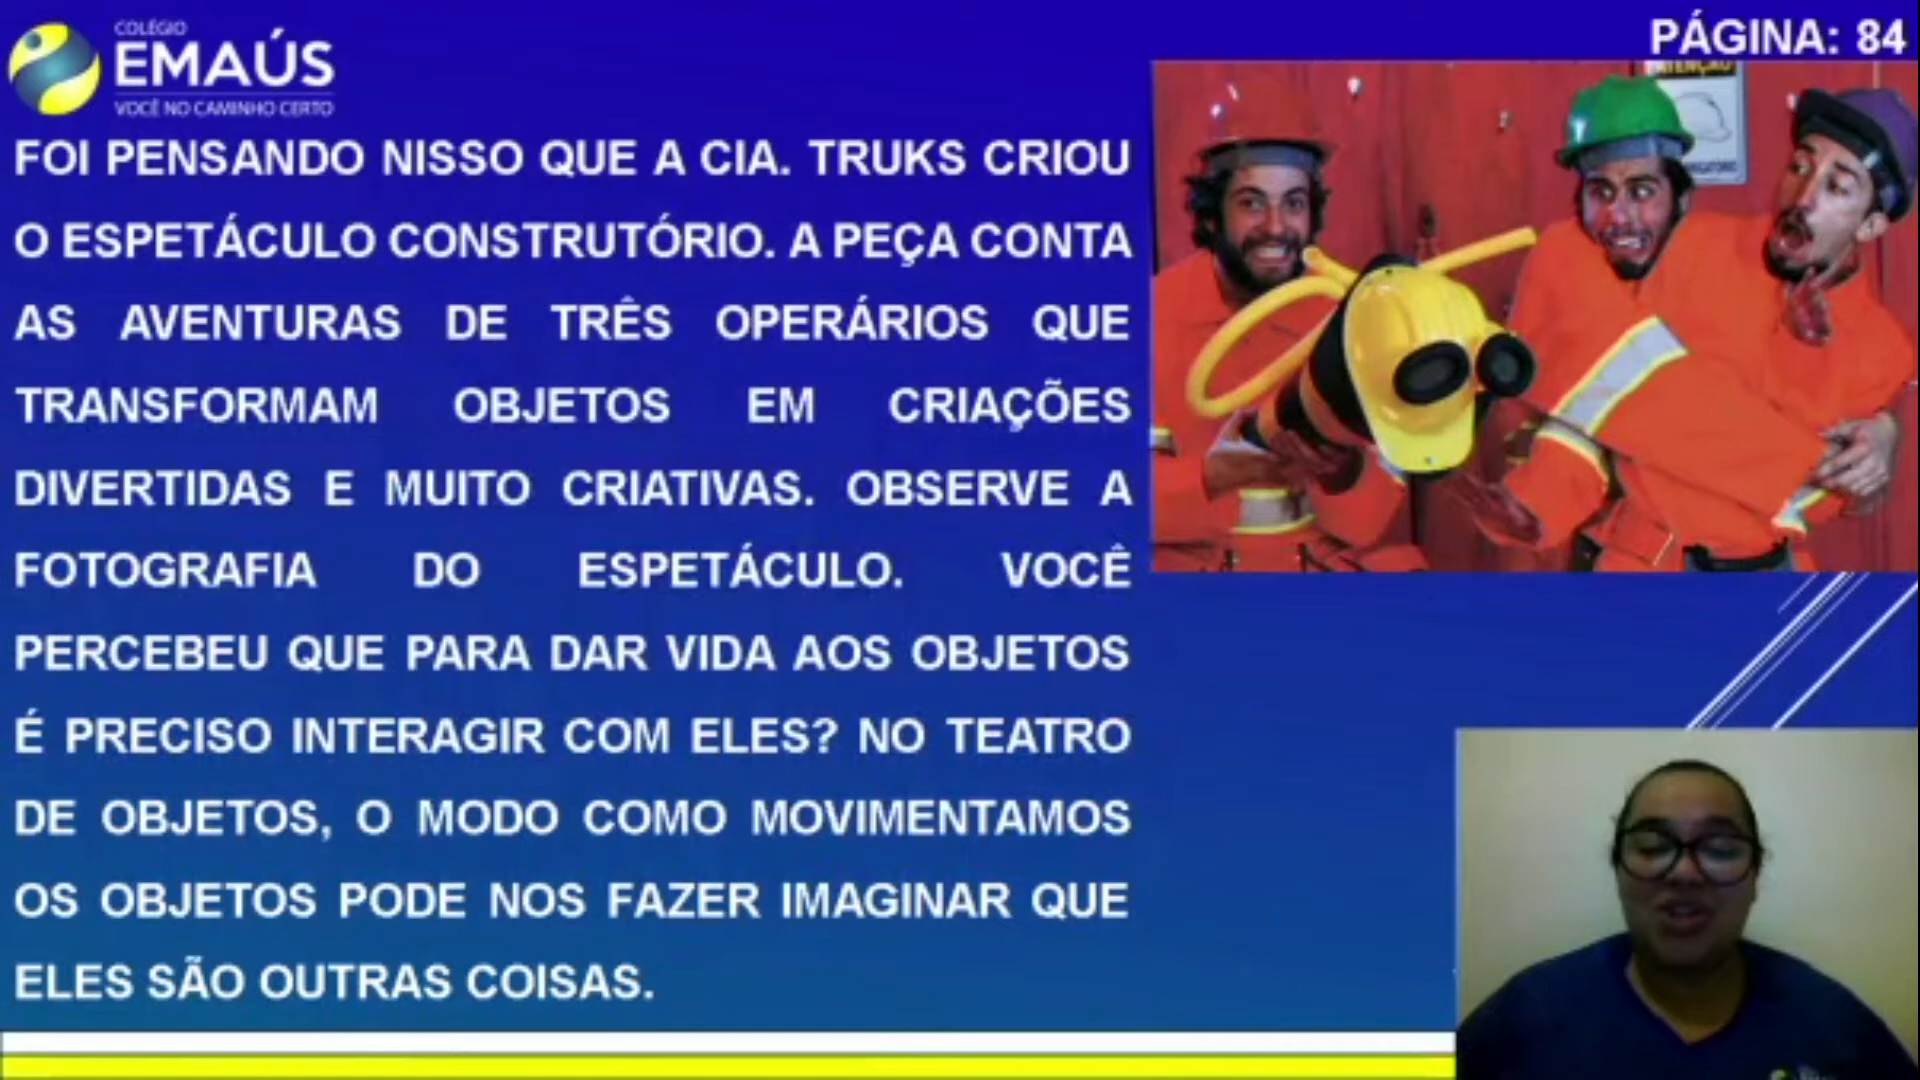 COLÉGIO
EMAÚS
VOCÊ NO CAMINHO CERTO
PÁGINA: 84
ATENÇÃO
FOI PENSANDO NISSO QUE A CIA. TRUKS CRIOU
O ESPETÁCULO CONSTRUTÓRIO. A PEÇA CONTA
AS AVENTURAS DE TRÊS OPERÁRIOS QUE
TRANSFORMAM OBJETOS EM CRIAÇÕES
DIVERTIDAS E MUITO CRIATIVAS. OBSERVE A
FOTOGRAFIA DO ESPETÁCULO. VOCÊ
PERCEBEU QUE PARA DAR VIDA AOS OBJETOS
É PRECISO INTERAGIR COM ELES? NO TEATRO
DE OBJETOS, O MODO COMO MOVIMENTAMOS
OS OBJETOS PODE NOS FAZER IMAGINAR QUE
ELES SÃO OUTRAS COISAS.